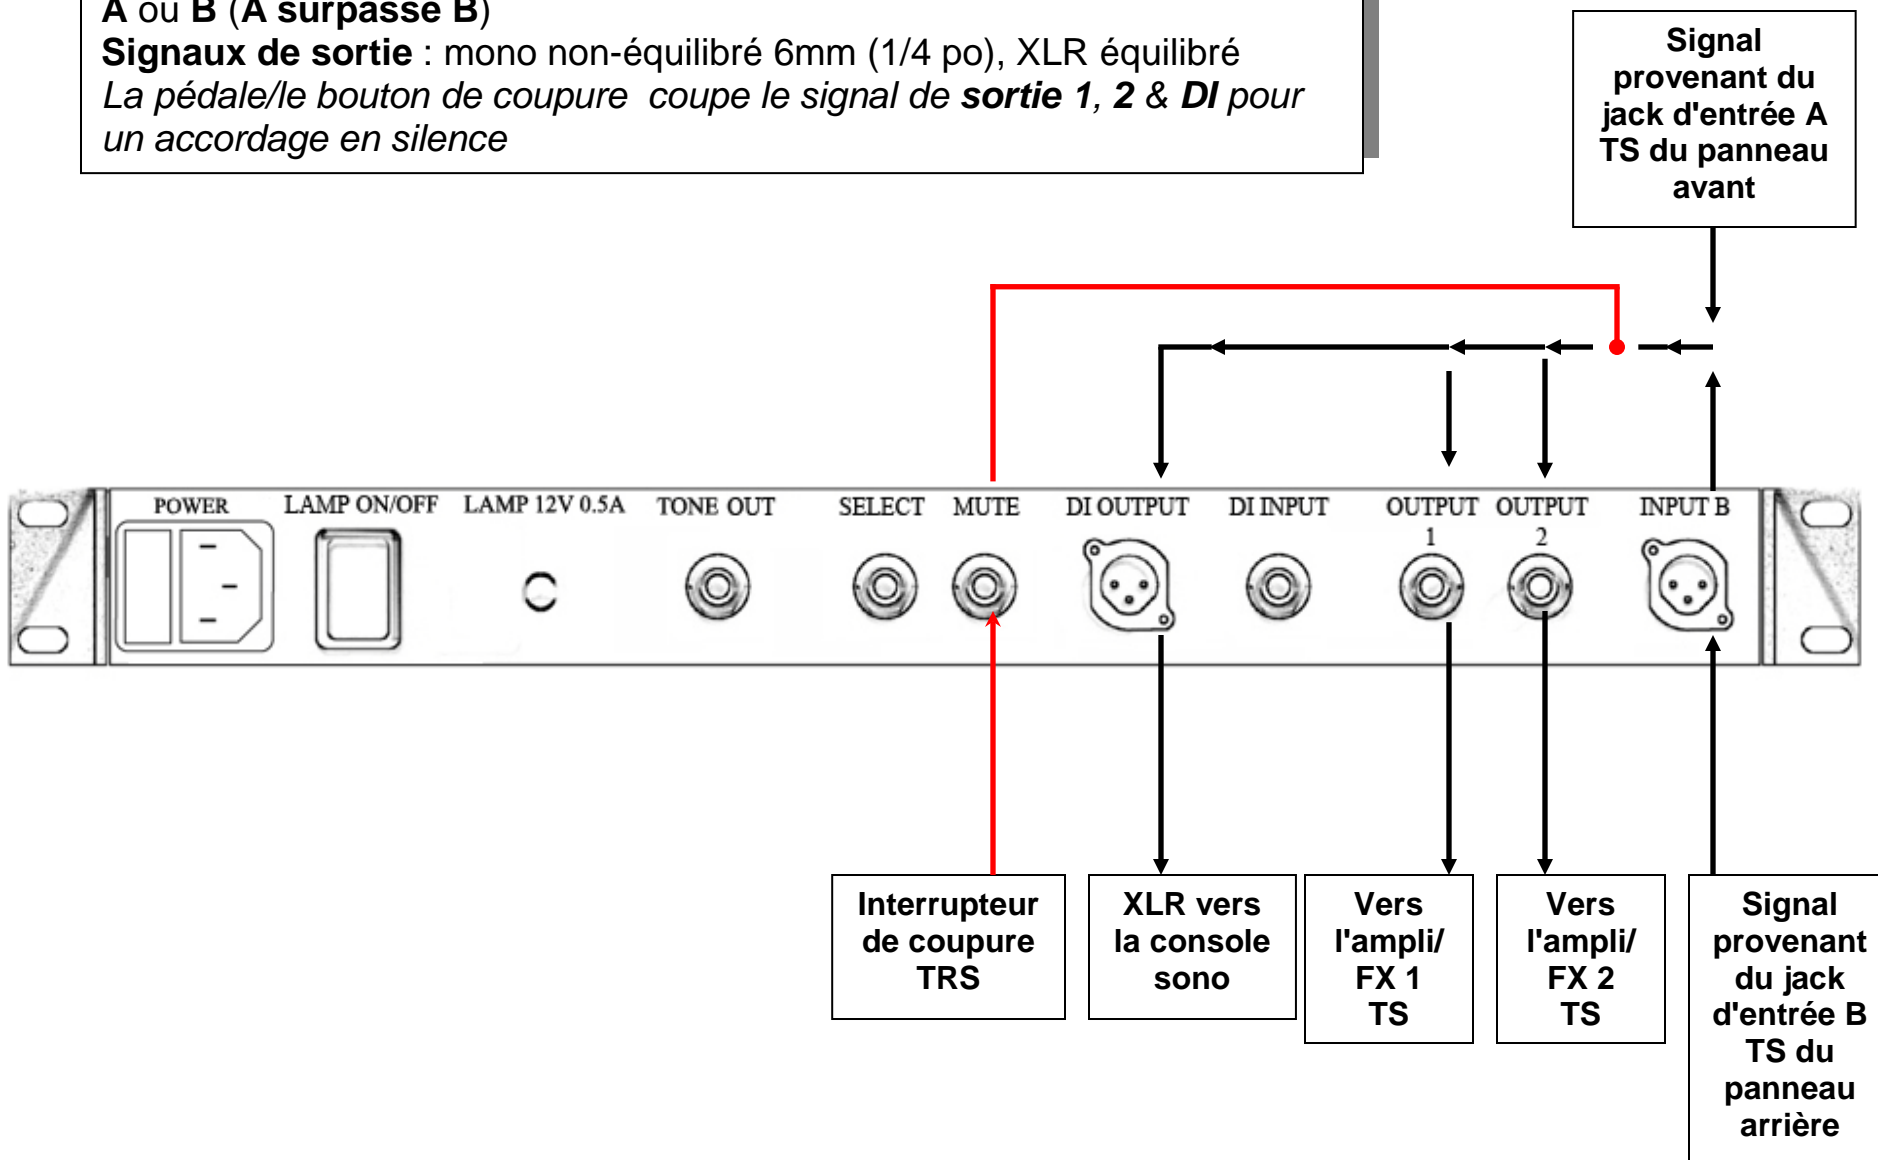 A ou B (A surpasse B)
Signaux de sortie : mono non-équilibré 6mm (1/4 po), XLR équilibré
La pédale/le bouton de coupure  coupe le signal de sortie 1, 2 & DI pour
un accordage en silence
Signal
provenant du
jack d'entrée A
TS du panneau
avant
POWER
LAMP ON/OFF
LAMP 12V 0.5A
TONE OUT
SELECT
MUTE
DI OUTPUT
DI INPUT
OUTPUT
1
OUTPUT
2
INPUT B
Interrupteur
de coupure
TRS
XLR vers
la console
sono
Vers
l'ampli/
FX 1
TS
Vers
l'ampli/
FX 2
TS
Signal
provenant
du jack
d'entrée B
TS du
panneau
arrière